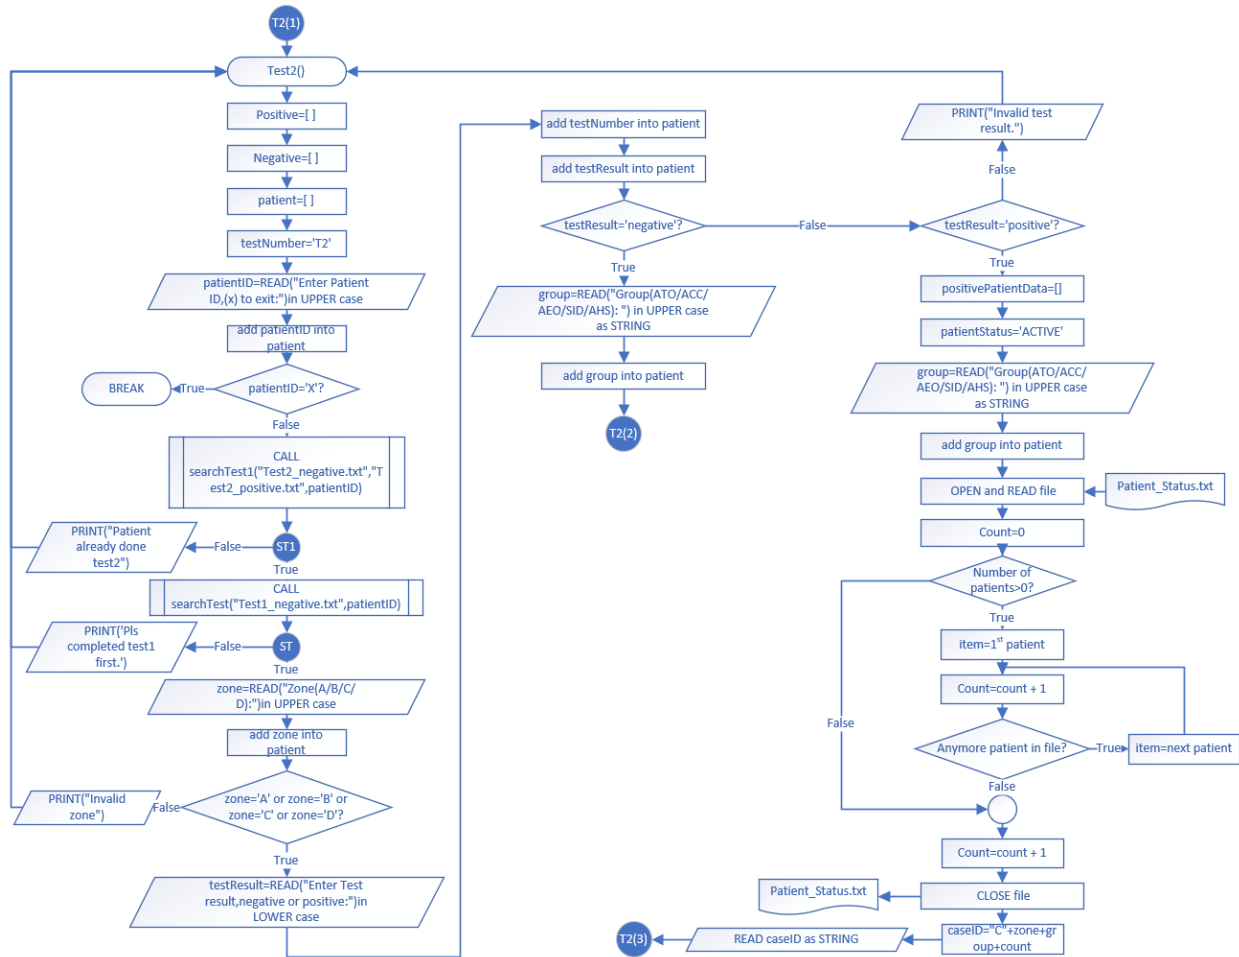 T2(1)
Test2()
Positive=[ ]
Negative=[ ]
patient=[ ]
testNumber='T2'
patientID=READ("Enter Patient
ID,(x) to exit:")in UPPER case
add patientID into
patient
patientID='X'?
True
BREAK
False
CALL
searchTest1("Test2_negative.txt","T
est2_positive.txt",patientID)
ST1
False
PRINT("Patient
already done
test2")
True
CALL
searchTest("Test1_negative.txt",patientID)
ST
False
PRINT('Pls
completed test1
first.')
True
zone=READ("Zone(A/B/C/
D):")in UPPER case
add zone into
patient
zone='A' or zone='B' or
zone='C' or zone='D'?
False
PRINT("Invalid
zone")
True
testResult=READ("Enter Test
result,negative or positive:")in
LOWER case
add testNumber into patient
add testResult into patient
testResult='negative'?
False
True
group=READ("Group(ATO/ACC/
AEO/SID/AHS): ") in UPPER case
as STRING
add group into patient
T2(2)
PRINT("Invalid test
result.")
False
testResult='positive'?
True
positivePatientData=[]
patientStatus='ACTIVE'
group=READ("Group(ATO/ACC/
AEO/SID/AHS): ") in UPPER case
as STRING
add group into patient
OPEN and READ file
Patient_Status.txt
Count=0
Number of
patients>0?
False
True
item=1st patient
Count=count + 1
Anymore patient in file?
True
item=next patient
False
Count=count + 1
CLOSE file
Patient_Status.txt
caseID="C"+zone+gr
oup+count
READ caseID as STRING
T2(3)